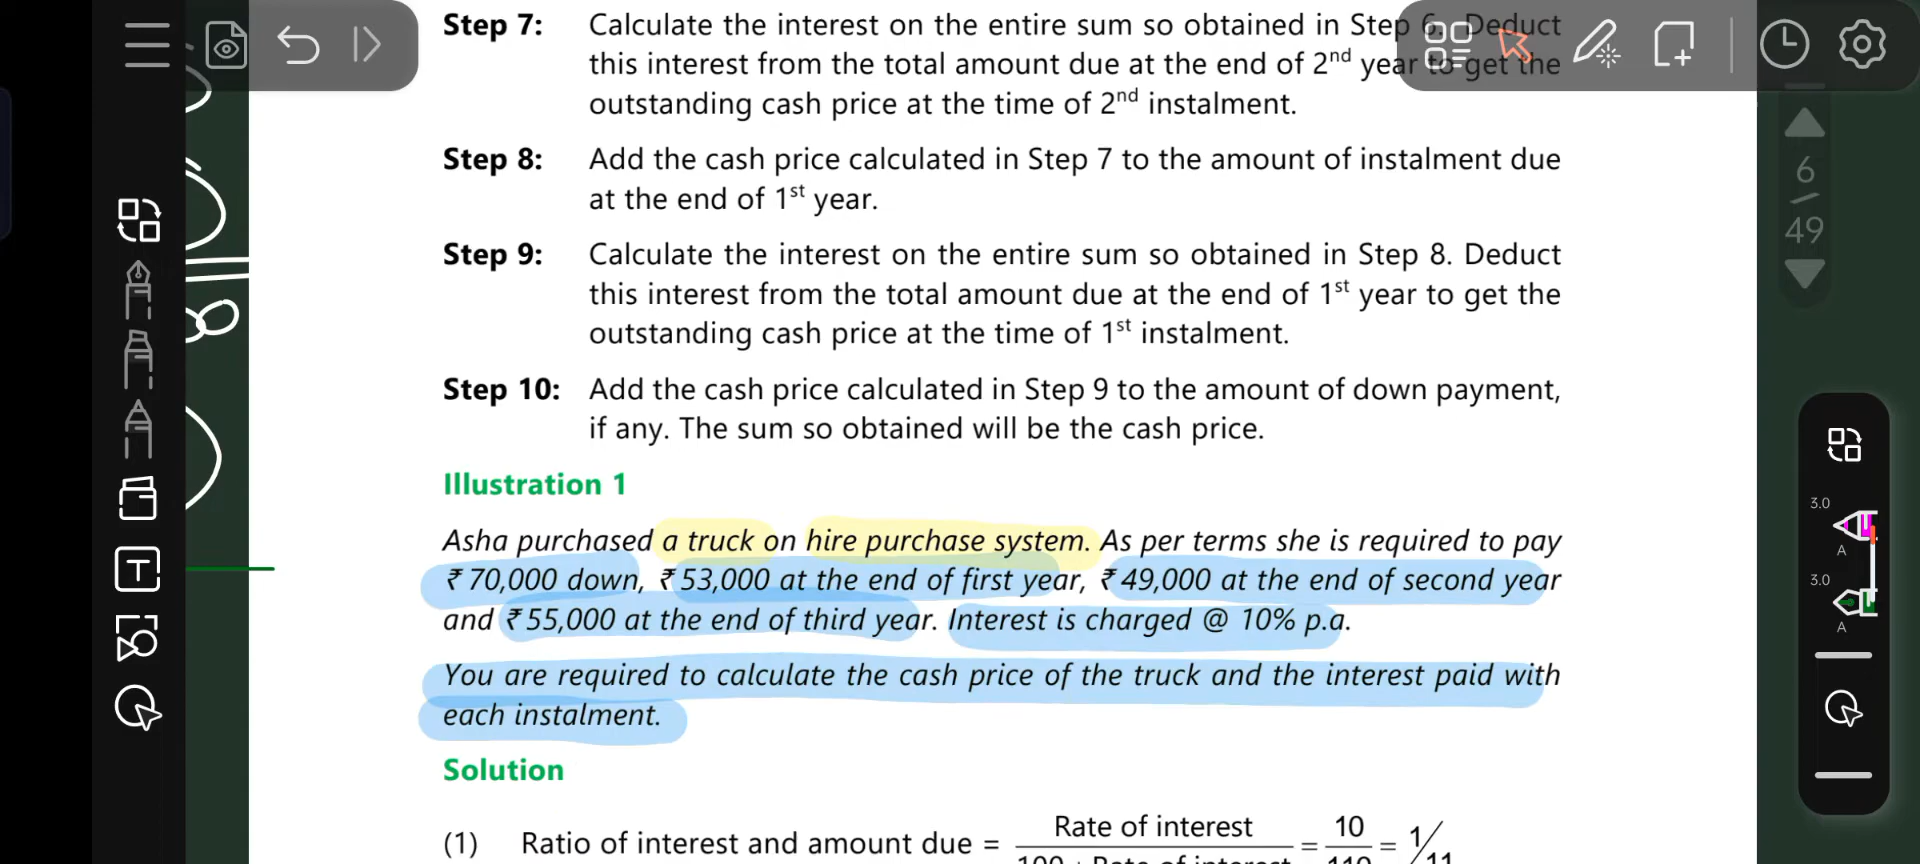 Step 7: Calculate the interest on the entire sum so obtained in Step 6. Deduct
this interest from the total amount due at the end of 2nd year to get the
outstanding cash price at the time of 2nd instalment.
Step 8: Add the cash price calculated in Step 7 to the amount of instalment due
at the end of 1st year.
Step 9: Calculate the interest on the entire sum so obtained in Step 8. Deduct
this interest from the total amount due at the end of 1st year to get the
outstanding cash price at the time of 1st instalment.
Step 10: Add the cash price calculated in Step 9 to the amount of down payment,
if any. The sum so obtained will be the cash price.
Illustration 1
Asha purchased a truck on hire purchase system. As per terms she is required to pay
₹ 70,000 down, ₹ 53,000 at the end of first year, ₹ 49,000 at the end of second year
and ₹ 55,000 at the end of third year. Interest is charged @ 10% p.a.
You are required to calculate the cash price of the truck and the interest paid with
each instalment.
Solution
(1) Ratio of interest and amount due = Rate of interest / 100 + Rate of interest = 10/110 = 1/11
6
49
3.0
A
3.0
A